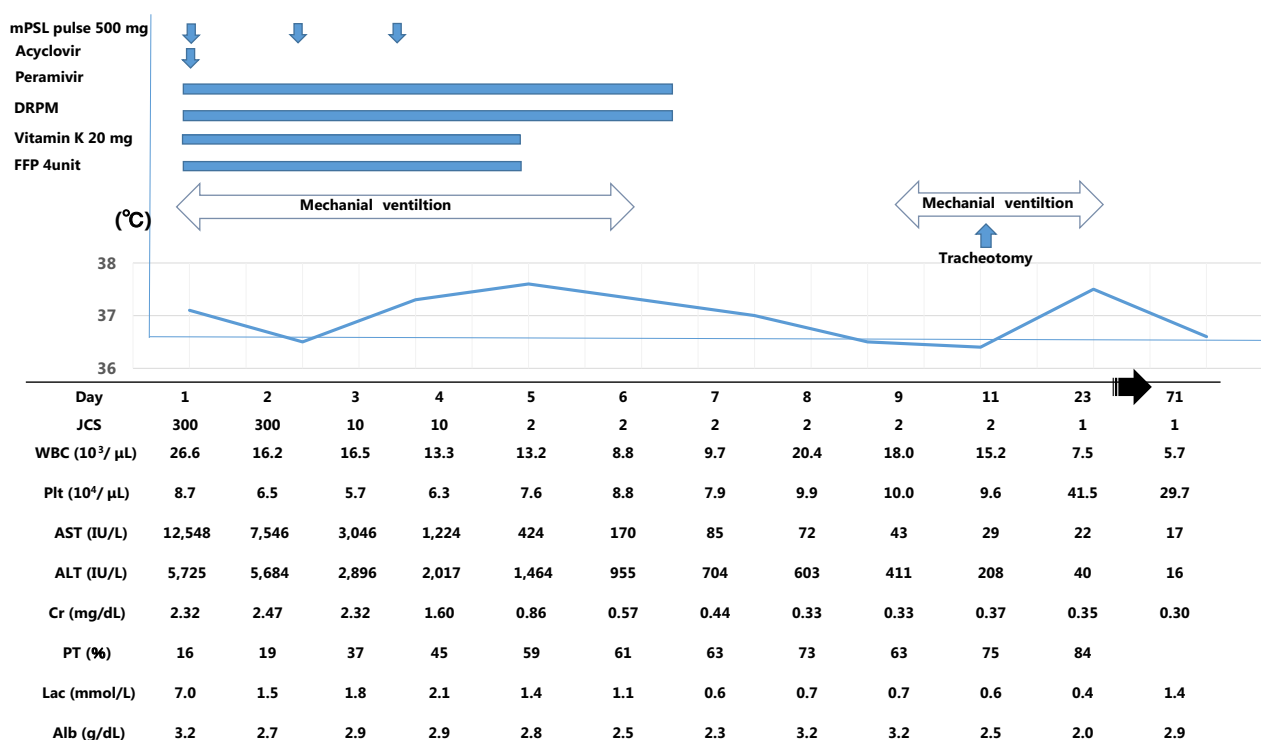 mPSL pulse 500 mg
Acyclovir
Peramivir
DRPM
Vitamin K 20 mg
FFP 4unit
Mechanial ventiltion
Mechanial ventiltion
Tracheotomy
(℃)
38
37
36
Day 1 2 3 4 5 6 7 8 9 11 23 71
JCS 300 300 10 10 2 2 2 2 2 2 1 1
WBC (10³/ μL) 26.6 16.2 16.5 13.3 13.2 8.8 9.7 20.4 18.0 15.2 7.5 5.7
Plt (10⁴/ μL) 8.7 6.5 5.7 6.3 7.6 8.8 7.9 9.9 10.0 9.6 41.5 29.7
AST (IU/L) 12,548 7,546 3,046 1,224 424 170 85 72 43 29 22 17
ALT (IU/L) 5,725 5,684 2,896 2,017 1,464 955 704 603 411 208 40 16
Cr (mg/dL) 2.32 2.47 2.32 1.60 0.86 0.57 0.44 0.33 0.33 0.37 0.35 0.30
PT (%) 16 19 37 45 59 61 63 73 63 75 84
Lac (mmol/L) 7.0 1.5 1.8 2.1 1.4 1.1 0.6 0.7 0.7 0.6 0.4 1.4
Alb (g/dL) 3.2 2.7 2.9 2.9 2.8 2.5 2.3 3.2 3.2 2.5 2.0 2.9